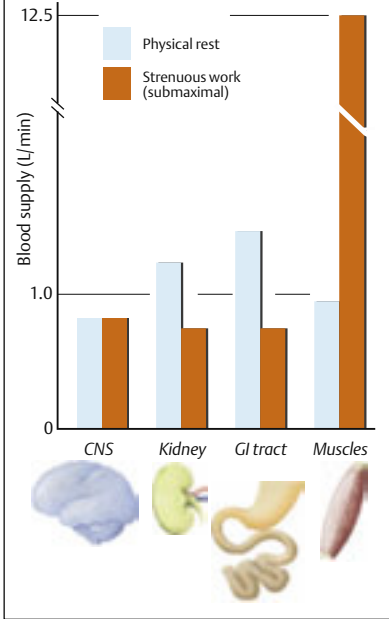 12.5
Physical rest
Strenuous work
(submaximal)
Blood supply (L/min)
1.0
0
CNS Kidney GI tract Muscles